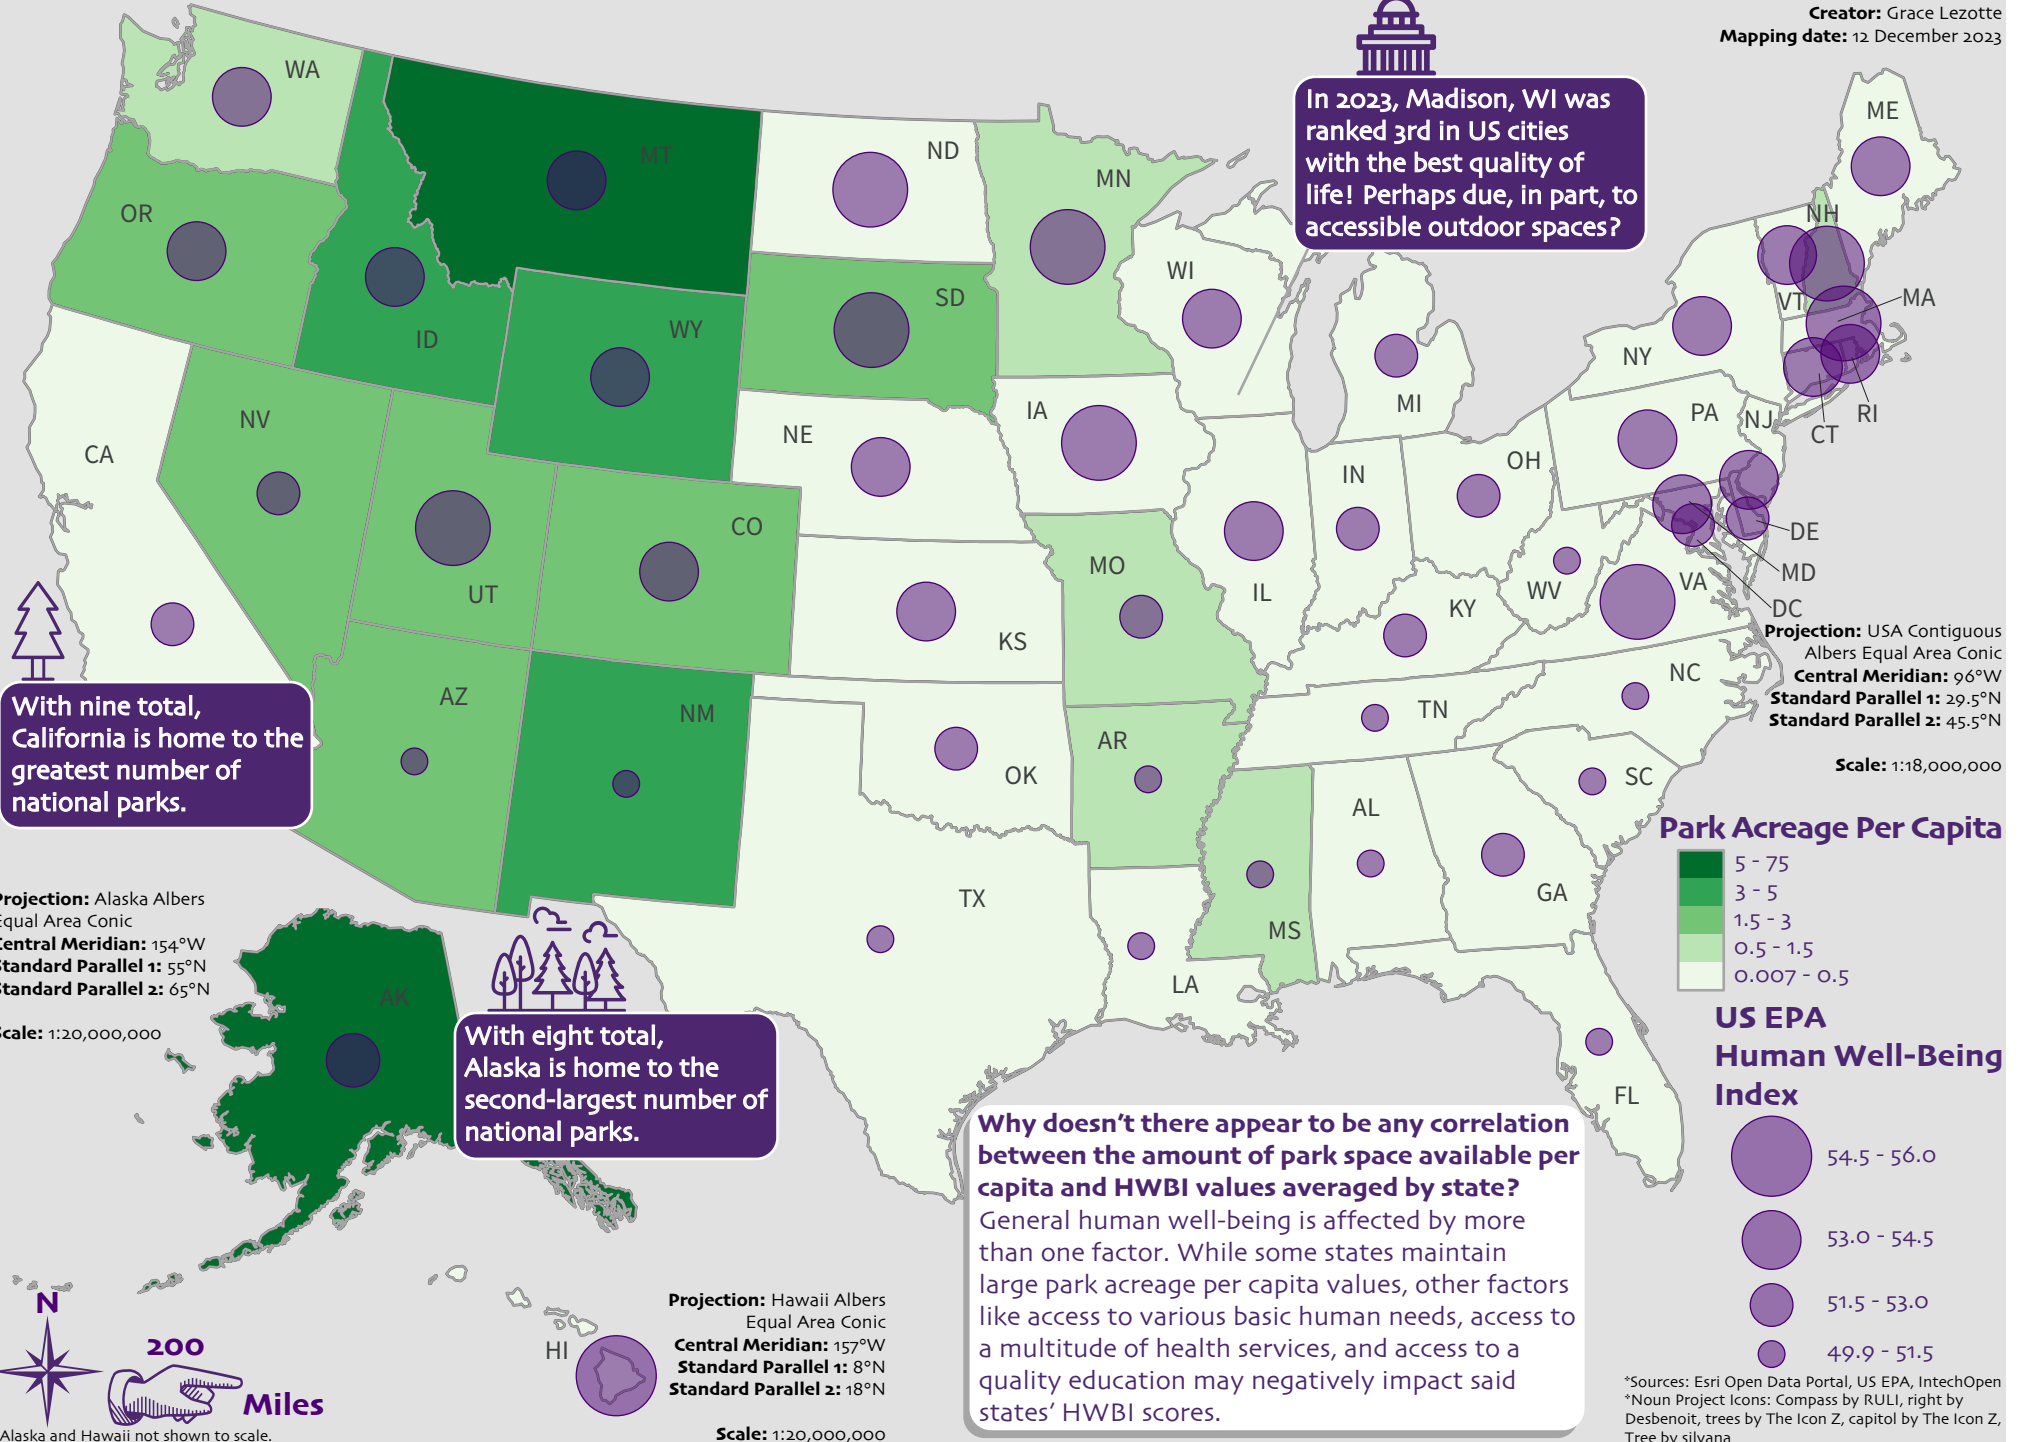 Creator: Grace Lezotte
Mapping date: 12 December 2023
In 2023, Madison, WI was
ranked 3rd in US cities
with the best quality of
life! Perhaps due, in part, to
accessible outdoor spaces?
WA
MT
ND
MN
ME
OR
ID
WY
SD
WI
NH
VT
MA
NY
MI
IA
NE
NV
CA
PA
NJ
CT
RI
OH
IN
CO
UT
MO
IL
KS
KY
WV
VA
DE
MD
DC
With nine total,
California is home to the
greatest number of
national parks.
AZ
NM
OK
AR
TN
NC
SC
AL
GA
MS
TX
LA
FL
Projection: USA Contiguous
Albers Equal Area Conic
Central Meridian: 96°W
Standard Parallel 1: 29.5°N
Standard Parallel 2: 45.5°N
Scale: 1:18,000,000
Park Acreage Per Capita
5 - 75
3 - 5
1.5 - 3
0.5 - 1.5
0.007 - 0.5
US EPA
Human Well-Being
Index
54.5 - 56.0
53.0 - 54.5
51.5 - 53.0
49.9 - 51.5
Projection: Alaska Albers
Equal Area Conic
Central Meridian: 154°W
Standard Parallel 1: 55°N
Standard Parallel 2: 65°N
Scale: 1:20,000,000
AK
With eight total,
Alaska is home to the
second-largest number of
national parks.
Why doesn't there appear to be any correlation
between the amount of park space available per
capita and HWBI values averaged by state?
General human well-being is affected by more
than one factor. While some states maintain
large park acreage per capita values, other factors
like access to various basic human needs, access to
a multitude of health services, and access to a
quality education may negatively impact said
states' HWBI scores.
HI
Projection: Hawaii Albers
Equal Area Conic
Central Meridian: 157°W
Standard Parallel 1: 8°N
Standard Parallel 2: 18°N
Scale: 1:20,000,000
N
200
Miles
Alaska and Hawaii not shown to scale.
*Sources: Esri Open Data Portal, US EPA, IntechOpen
*Noun Project Icons: Compass by RULI, right by
Desbenoit, trees by The Icon Z, capitol by The Icon Z,
Tree by silvana